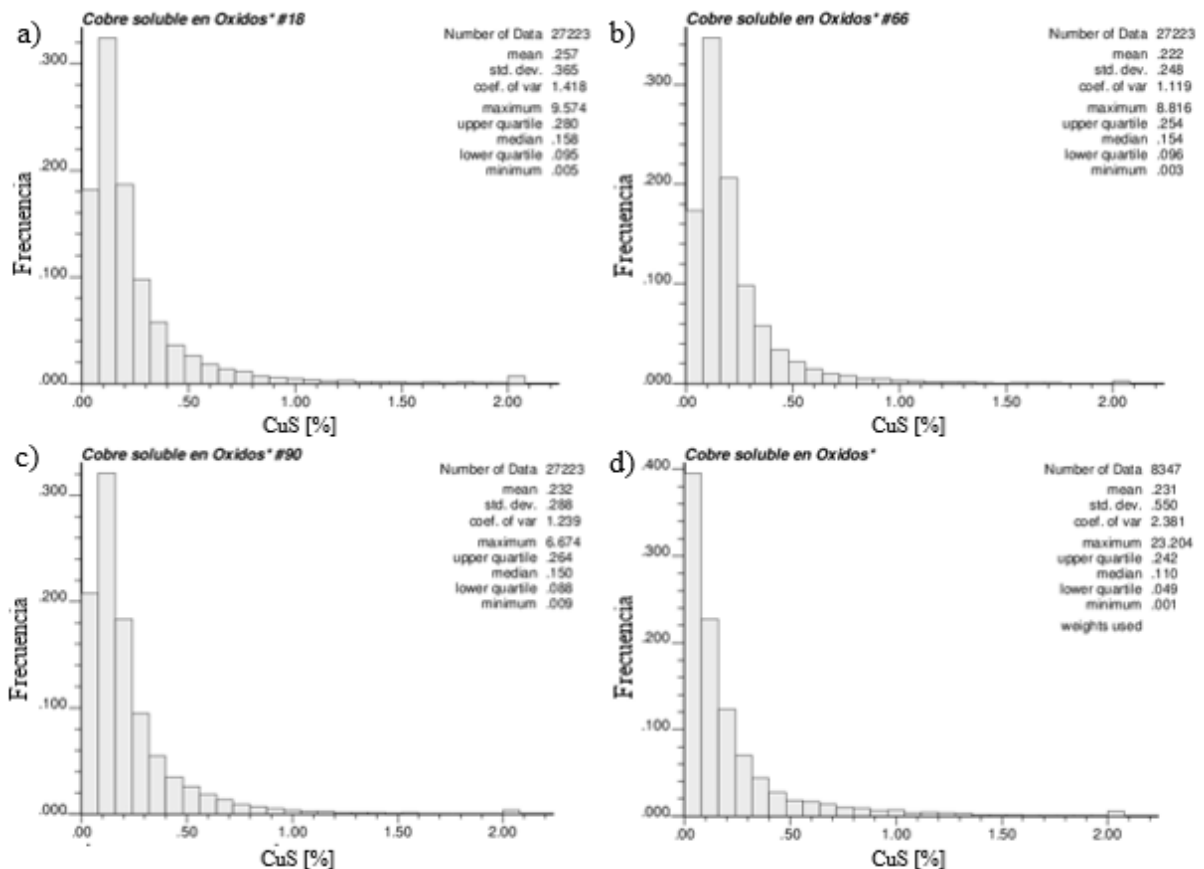 a)
Cobre soluble en Oxidos* #18
Number of Data 27223
mean .257
std. dev. .365
coef. of var 1.418
maximum 9.574
upper quartile .280
median .158
lower quartile .095
minimum .005
Frecuencia
.300
.200
.100
.000
.00 .50 1.00 1.50 2.00
CuS [%]
b)
Cobre soluble en Oxidos* #66
Number of Data 27223
mean .222
std. dev. .248
coef. of var 1.119
maximum 8.816
upper quartile .254
median .154
lower quartile .096
minimum .003
Frecuencia
.300
.200
.100
.000
.00 .50 1.00 1.50 2.00
CuS [%]
c)
Cobre soluble en Oxidos* #90
Number of Data 27223
mean .232
std. dev. .288
coef. of var 1.239
maximum 6.674
upper quartile .264
median .150
lower quartile .088
minimum .009
Frecuencia
.300
.200
.100
.000
.00 .50 1.00 1.50 2.00
CuS [%]
d)
Cobre soluble en Oxidos*
Number of Data 8347
mean .231
std. dev. .550
coef. of var 2.381
maximum 23.204
upper quartile .242
median .110
lower quartile .049
minimum .001
weights used
Frecuencia
.400
.300
.200
.100
.000
.00 .50 1.00 1.50 2.00
CuS [%]